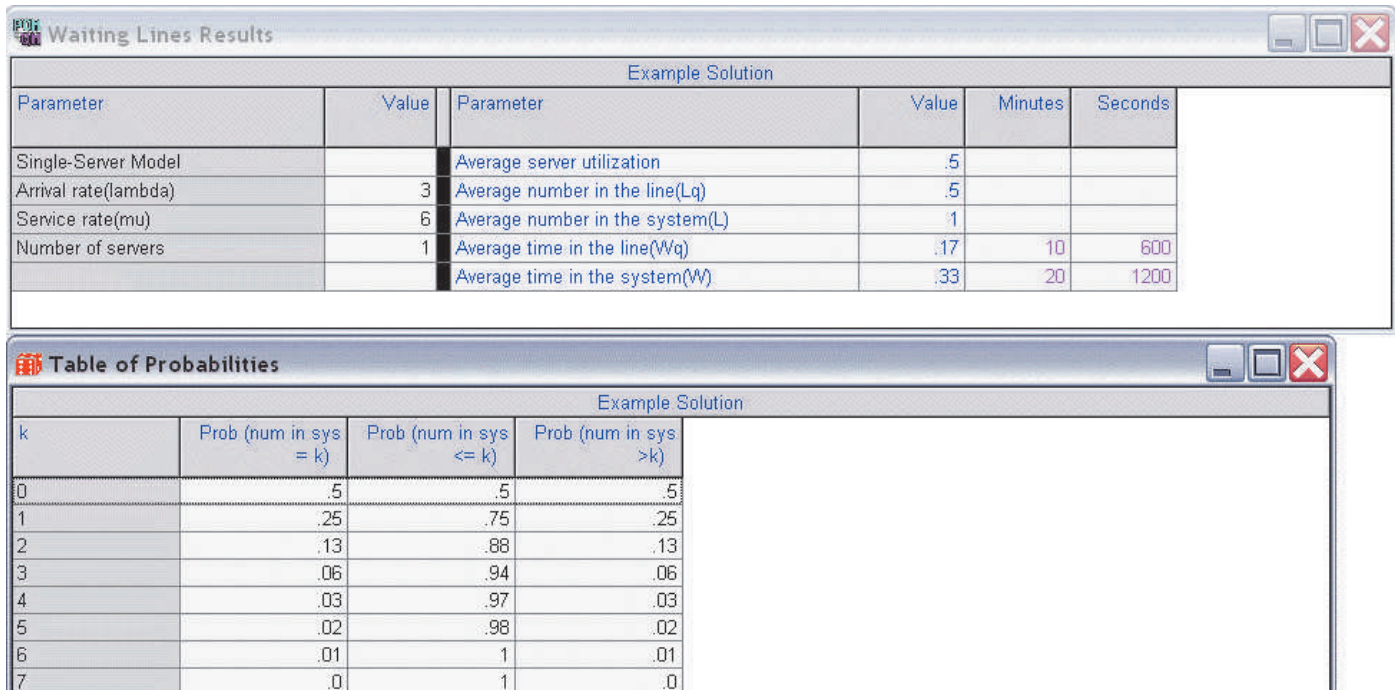 POM QM Waiting Lines Results
Example Solution
Parameter Value Parameter Value Minutes Seconds
Single-Server Model Average server utilization .5
Arrival rate(lambda) 3 Average number in the line(Lq) .5
Service rate(mu) 6 Average number in the system(L) 1
Number of servers 1 Average time in the line(Wq) .17 10 600
Average time in the system(W) .33 20 1200
Table of Probabilities
Example Solution
k Prob (num in sys = k) Prob (num in sys <= k) Prob (num in sys >k)
0 .5 .5 .5
1 .25 .75 .25
2 .13 .88 .13
3 .06 .94 .06
4 .03 .97 .03
5 .02 .98 .02
6 .01 1 .01
7 .0 1 .0